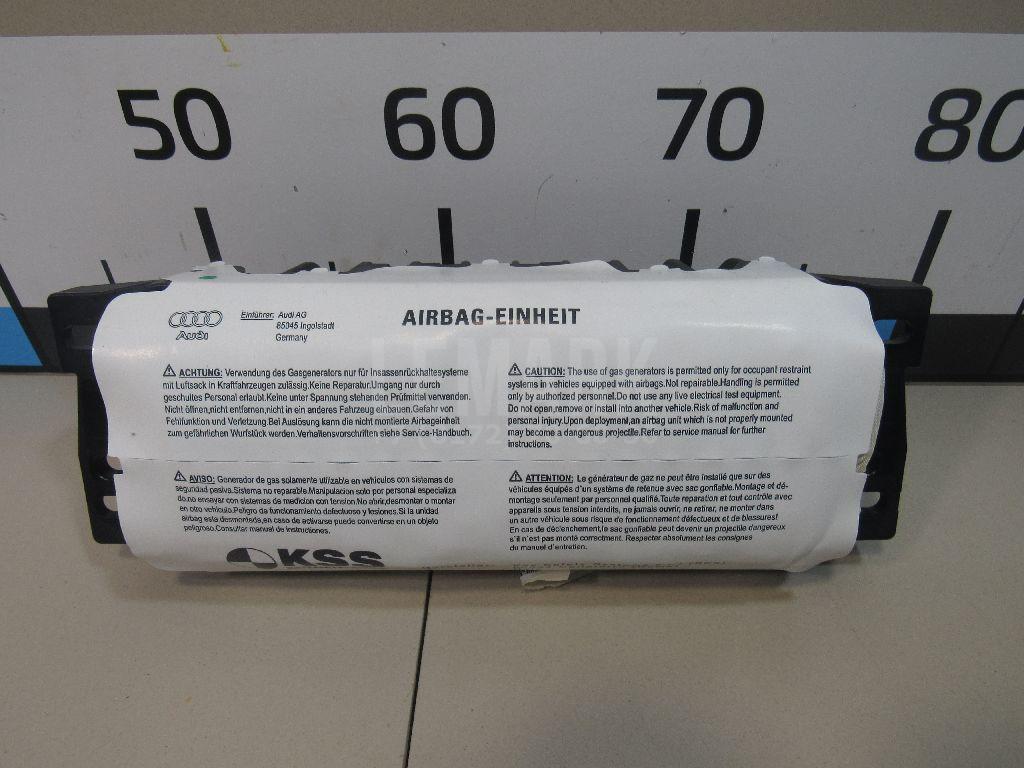 50 60 70 80
Audi
Einführer: Audi AG
85045 Ingolstadt
Germany
AIRBAG-EINHEIT
LEMARK
⚠ ACHTUNG: Verwendung des Gasgenerators nur für Insassenrückhaltesysteme
mit Luftsack in Kraftfahrzeugen zulässig.Keine Reparatur.Umgang nur durch
geschultes Personal erlaubt.Keine unter Spannung stehenden Prüfmittel verwenden.
Nicht öffnen,nicht entfernen,nicht in ein anderes Fahrzeug einbauen.Gefahr von
Fehlfunktion und Verletzung.Bei Auslösung kann die nicht montierte Airbageinheit
zum gefährlichen Wurfstück werden.Verhaltensvorschriften siehe Service-Handbuch.
⚠ CAUTION: The use of gas generators is permitted only for occupant restraint
systems in vehicles equipped with airbags.Not repairable.Handling is permitted
only by authorized personnel.Do not use any live electrical test equipment.
Do not open,remove or install into another vehicle.Risk of malfunction and
personal injury.Upon deployment,an airbag unit which is not properly mounted
may become a dangerous projectile.Refer to service manual for further
instructions.
⚠ AVISO: Generador de gas solamente utilizable en vehículos con sistemas de
seguridad pasiva.Sistema no reparable.Manipulacion solo por personal especializa
do.no ensayar con sistemas de medicion con tension.No abrir,desmontar o montar
en otro vehiculo.Peligro da funcionamiento defectuoso y lesiones.Si la unidad
airbag esta desmontada,en caso de activarse puede convertirse en un objeto
peligroso.Consultar manual de instrucciones.
⚠ ATTENTION: Le générateur de gaz ne peut être installé que sur des
véhicules équipés d'un système de retenue avec sac gonflable.Montage et dé-
montage seulement par personnel qualifié.Toute reparation et tout contrôle avec
appareils sous tension interdits, ne jamais ouvrir, ne retirer, ne monter dans
un autre véhicule sous risque de fonctionnement défectueux et de blessures!
En cas de déclenchement,le sac gonflable peut devenir un projectile dangereux
s'il n'est pas monté correctement. Respecter absolument les consignes
du manuel d'entretien.
KSS